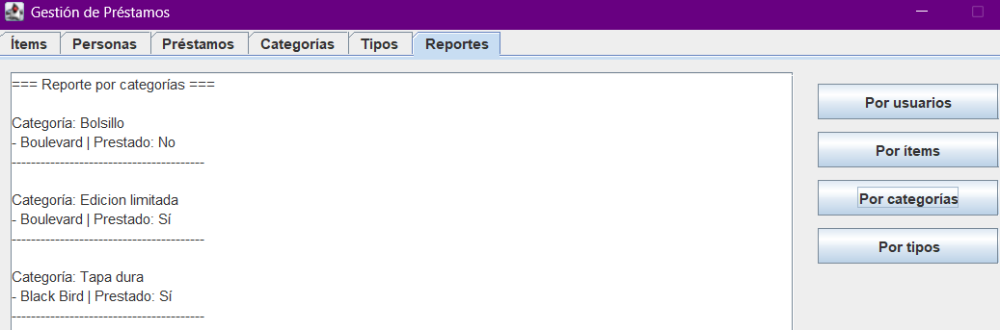 Gestión de Préstamos
Ítems Personas Préstamos Categorías Tipos Reportes
=== Reporte por categorías ===
Categoría: Bolsillo
- Boulevard | Prestado: No
----------------------------------------
Categoría: Edicion limitada
- Boulevard | Prestado: Sí
----------------------------------------
Categoría: Tapa dura
- Black Bird | Prestado: Sí
----------------------------------------
Por usuarios
Por ítems
Por categorías
Por tipos